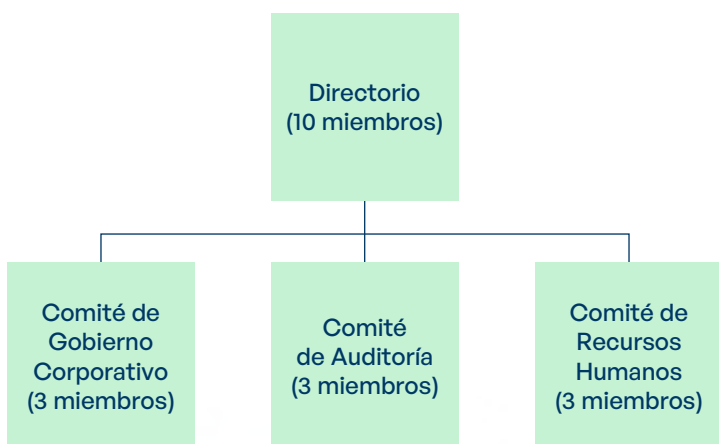 Directorio
(10 miembros)
Comité de
Gobierno
Corporativo
(3 miembros)
Comité
de Auditoría
(3 miembros)
Comité de
Recursos
Humanos
(3 miembros)